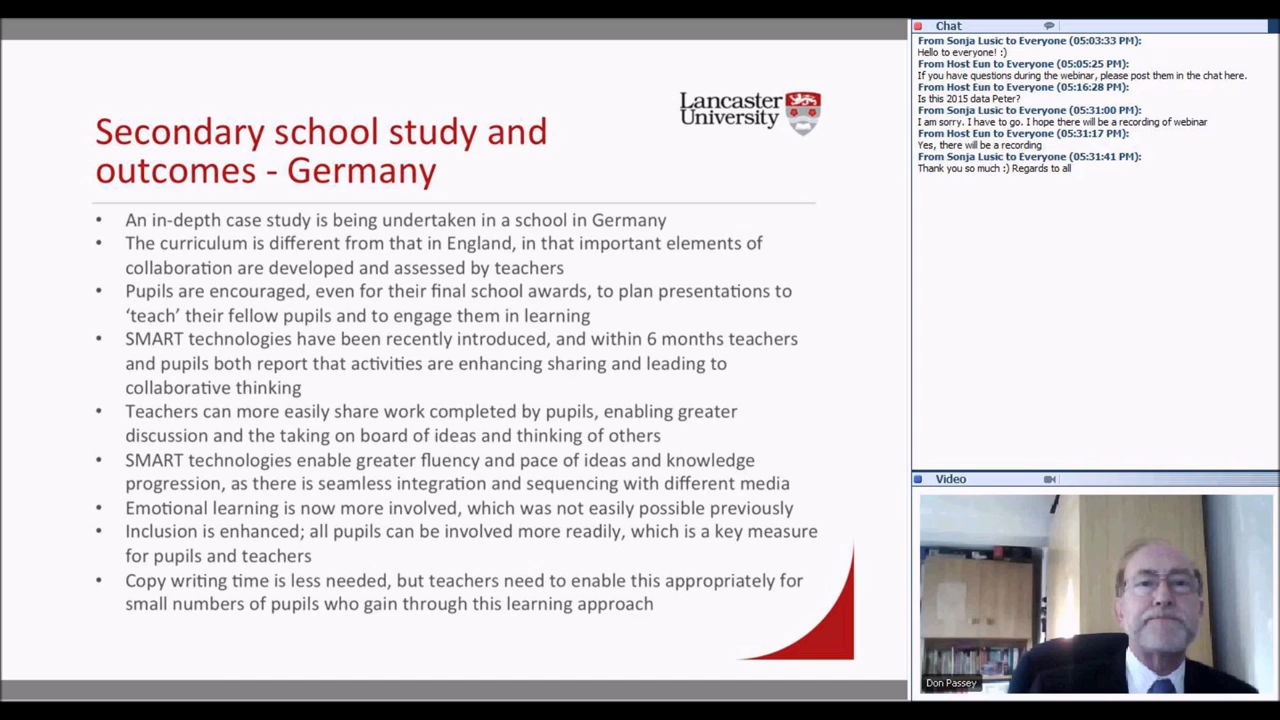 Lancaster
University
Secondary school study and
outcomes - Germany
• An in-depth case study is being undertaken in a school in Germany
• The curriculum is different from that in England, in that important elements of
collaboration are developed and assessed by teachers
• Pupils are encouraged, even for their final school awards, to plan presentations to
‘teach’ their fellow pupils and to engage them in learning
• SMART technologies have been recently introduced, and within 6 months teachers
and pupils both report that activities are enhancing sharing and leading to
collaborative thinking
• Teachers can more easily share work completed by pupils, enabling greater
discussion and the taking on board of ideas and thinking of others
• SMART technologies enable greater fluency and pace of ideas and knowledge
progression, as there is seamless integration and sequencing with different media
• Emotional learning is now more involved, which was not easily possible previously
• Inclusion is enhanced; all pupils can be involved more readily, which is a key measure
for pupils and teachers
• Copy writing time is less needed, but teachers need to enable this appropriately for
small numbers of pupils who gain through this learning approach
Chat
From Sonja Lusic to Everyone (05:03:33 PM):
Hello to everyone! :)
From Host Eun to Everyone (05:05:25 PM):
If you have questions during the webinar, please post them in the chat here.
From Host Eun to Everyone (05:16:28 PM):
Is this 2015 data Peter?
From Sonja Lusic to Everyone (05:31:00 PM):
I am sorry. I have to go. I hope there will be a recording of webinar
From Host Eun to Everyone (05:31:17 PM):
Yes, there will be a recording
From Sonja Lusic to Everyone (05:31:41 PM):
Thank you so much :) Regards to all
Video
Don Passey